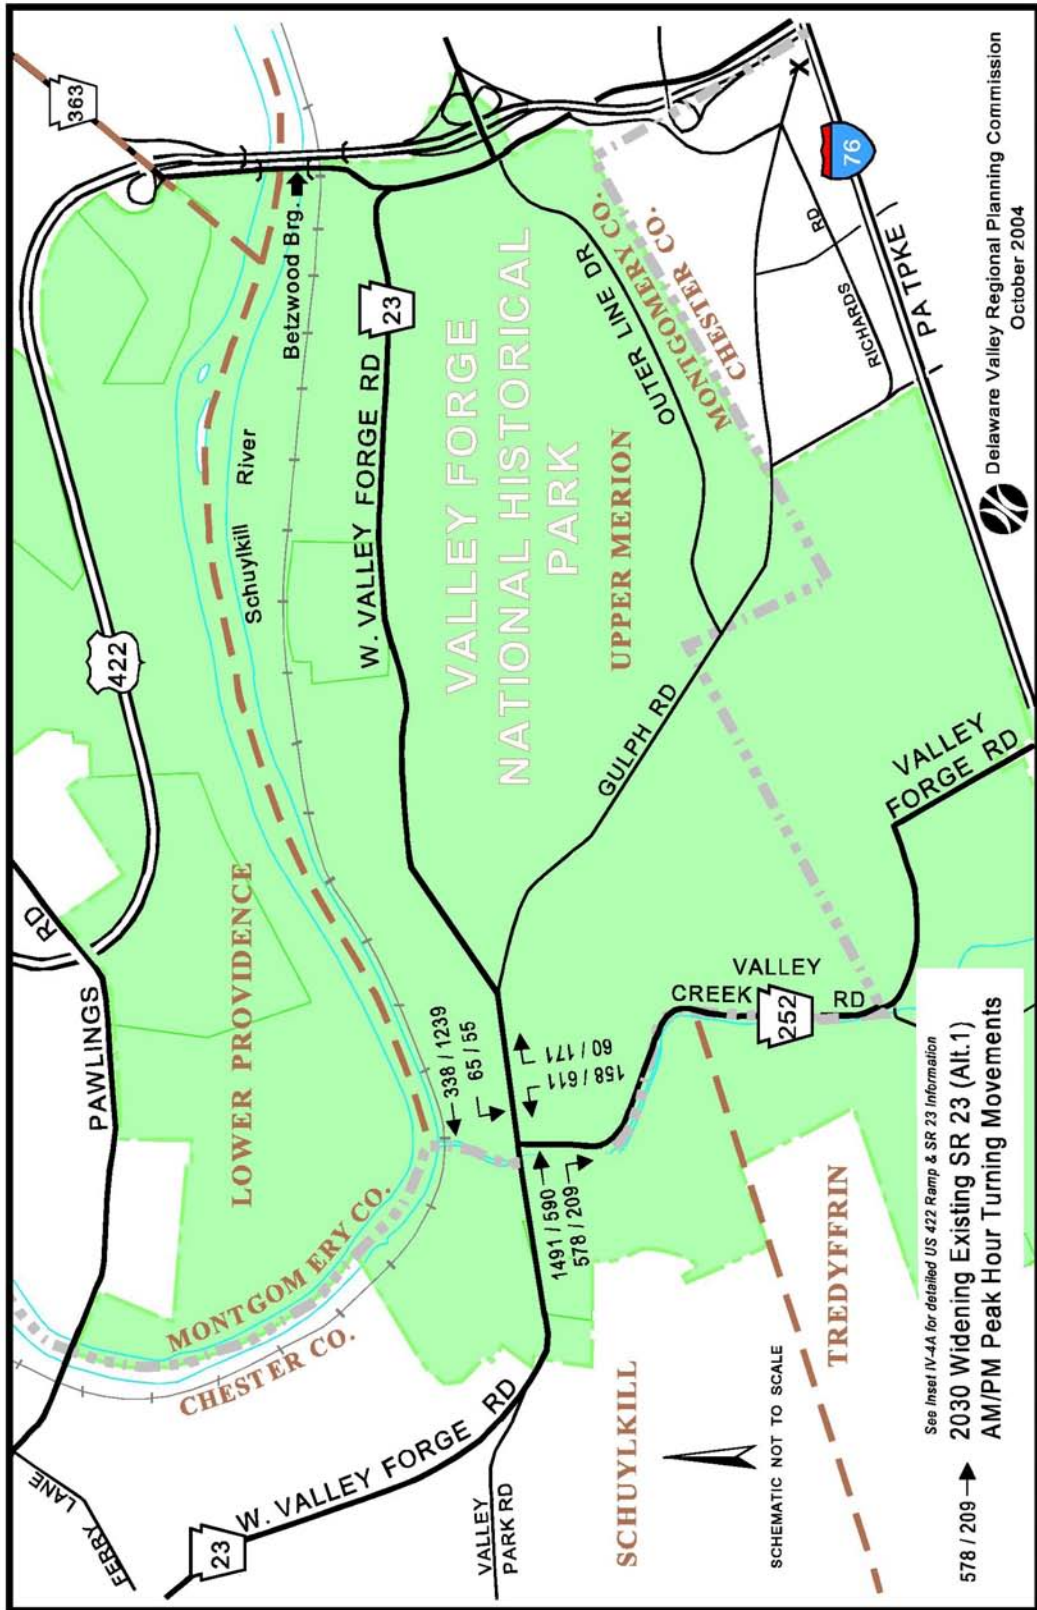 363
Betzwood Brg.
422
Schuylkill River
W. VALLEY FORGE RD
23
VALLEY FORGE
NATIONAL HISTORICAL
PARK
OUTER LINE DR
MONTGOMERY CO.
CHESTER CO.
UPPER MERION
GULPH RD
RICHARDS RD
X
76
( PA TPKE )
PAWLINGS RD
LOWER PROVIDENCE
MONTGOMERY CO.
CHESTER CO.
338 / 1239
65 / 55
60 / 171
158 / 611
1491 / 590
578 / 209
VALLEY
CREEK RD
252
VALLEY
FORGE RD
FERRY LANE
23
W. VALLEY FORGE RD
VALLEY
PARK RD
SCHUYLKILL
TREDYFFRIN
SCHEMATIC NOT TO SCALE
See Inset IV-4A for detailed US 422 Ramp & SR 23 Information
578 / 209
2030 Widening Existing SR 23 (Alt.1)
AM/PM Peak Hour Turning Movements
Delaware Valley Regional Planning Commission
October 2004